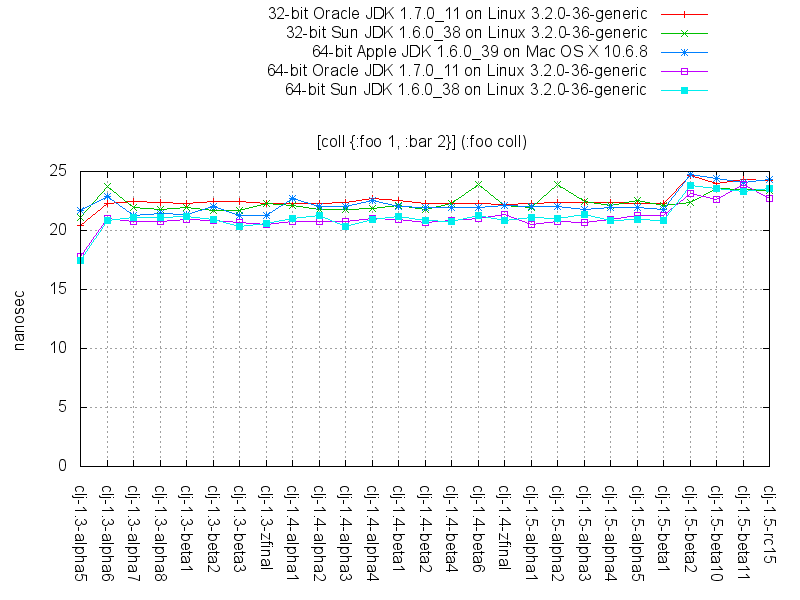 32-bit Oracle JDK 1.7.0_11 on Linux 3.2.0-36-generic
32-bit Sun JDK 1.6.0_38 on Linux 3.2.0-36-generic
64-bit Apple JDK 1.6.0_39 on Mac OS X 10.6.8
64-bit Oracle JDK 1.7.0_11 on Linux 3.2.0-36-generic
64-bit Sun JDK 1.6.0_38 on Linux 3.2.0-36-generic
[coll {:foo 1, :bar 2}] (:foo coll)
25
20
15
10
5
0
nanosec
clj-1.3-alpha5
clj-1.3-alpha6
clj-1.3-alpha7
clj-1.3-alpha8
clj-1.3-beta1
clj-1.3-beta2
clj-1.3-beta3
clj-1.3-zfinal
clj-1.4-alpha1
clj-1.4-alpha2
clj-1.4-alpha3
clj-1.4-alpha4
clj-1.4-beta1
clj-1.4-beta2
clj-1.4-beta4
clj-1.4-beta6
clj-1.4-zfinal
clj-1.5-alpha1
clj-1.5-alpha2
clj-1.5-alpha3
clj-1.5-alpha4
clj-1.5-alpha5
clj-1.5-beta1
clj-1.5-beta2
clj-1.5-beta10
clj-1.5-beta11
clj-1.5-rc15